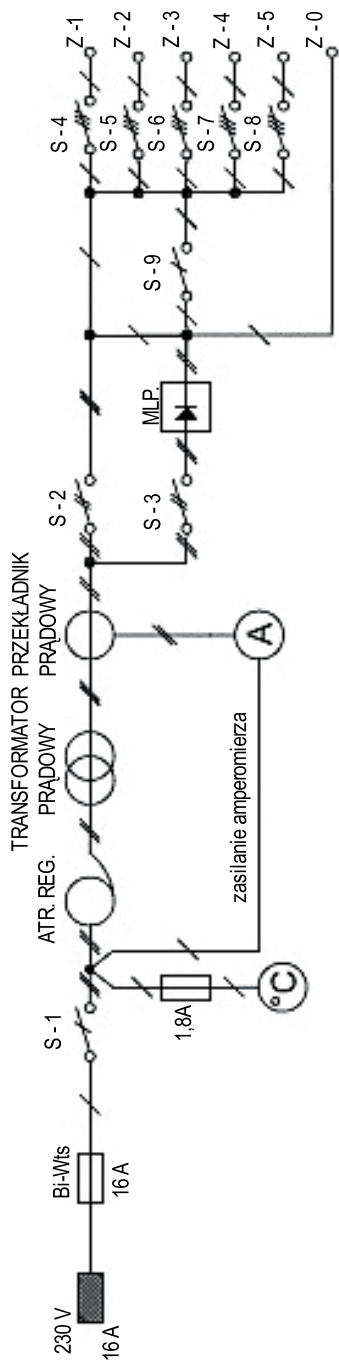 230 V
16 A
Bi-Wts
16 A
S - 1
1,8A
°C
ATR. REG.
TRANSFORMATOR
PRĄDOWY
PRZEKŁADNIK
PRĄDOWY
zasilanie amperomierza
A
S - 2
S - 3
MLP.
S - 9
S - 4
S - 5
S - 6
S - 7
S - 8
Z - 1
Z - 2
Z - 3
Z - 4
Z - 5
Z - 0